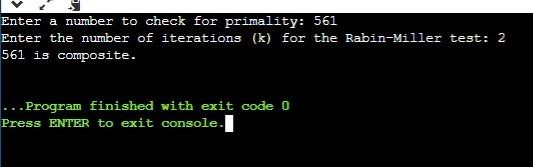 Enter a number to check for primality: 561
Enter the number of iterations (k) for the Rabin-Miller test: 2
561 is composite.
...Program finished with exit code 0
Press ENTER to exit console.